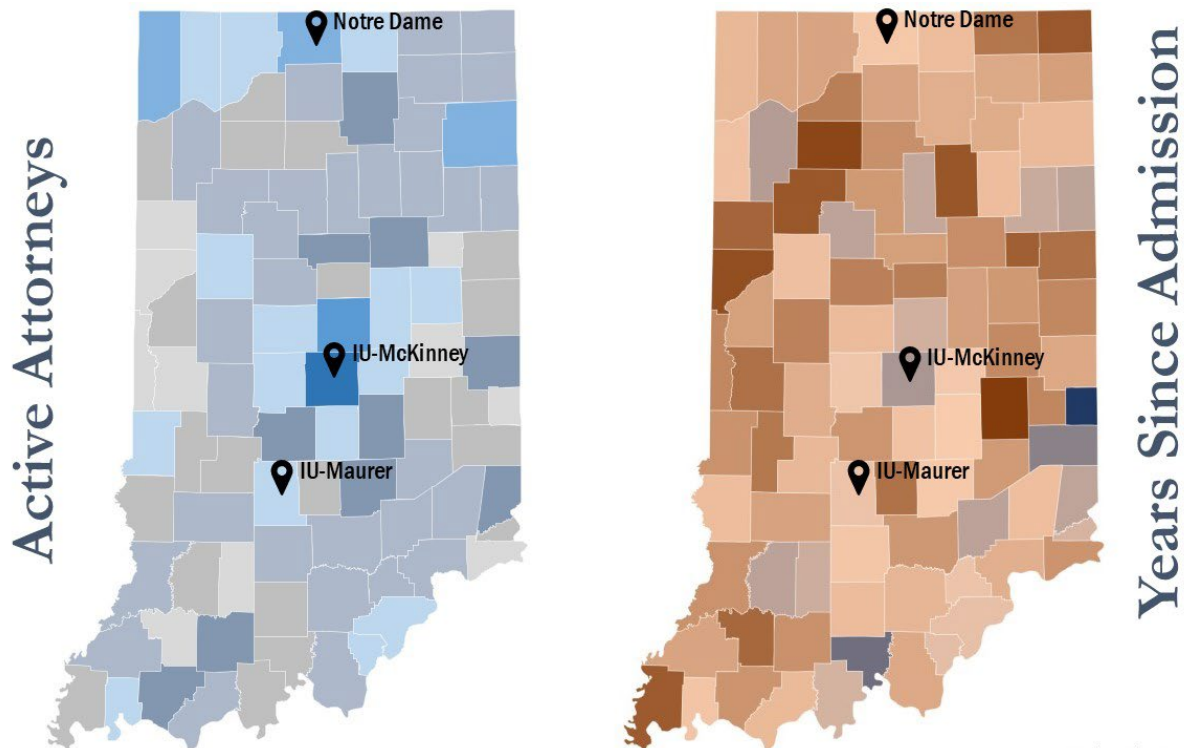 Active Attorneys
Notre Dame
IU-McKinney
IU-Maurer
Notre Dame
IU-McKinney
IU-Maurer
Years Since Admission